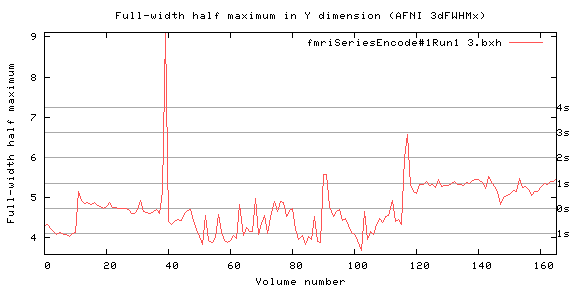 Full-width half maximum in Y dimension (AFNI 3dFWHMx)
fmriSeriesEncode#1Run1 3.bxh
Full-width half maximum
9
8
7
6
5
4
4s
3s
2s
1s
0s
1s
0 20 40 60 80 100 120 140 160
Volume number